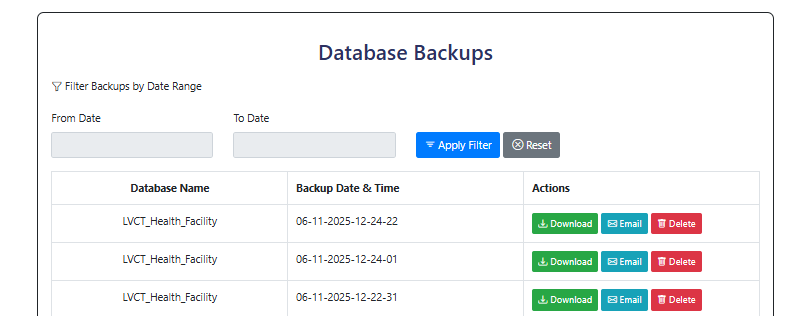 Database Backups
Filter Backups by Date Range
From Date To Date
Apply Filter Reset
Database Name Backup Date & Time Actions
LVCT_Health_Facility 06-11-2025-12-24-22 Download Email Delete
LVCT_Health_Facility 06-11-2025-12-24-01 Download Email Delete
LVCT_Health_Facility 06-11-2025-12-22-31 Download Email Delete